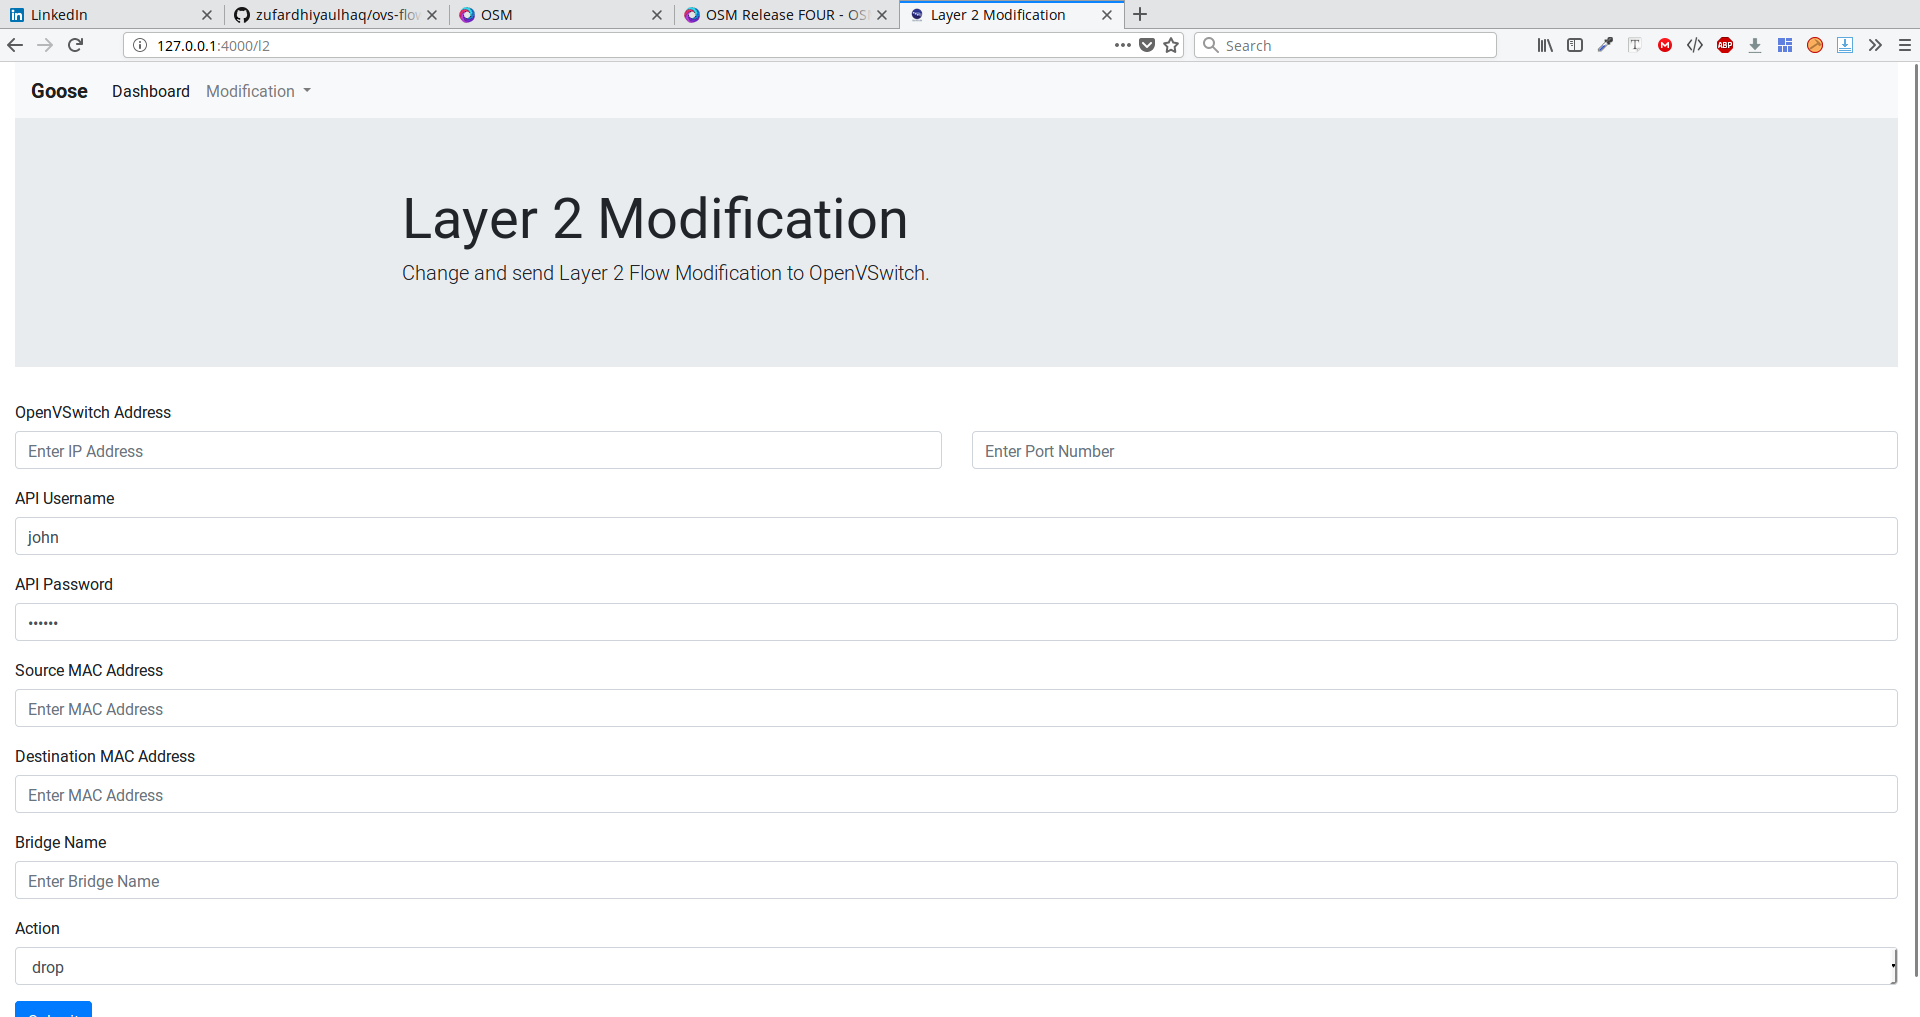 LinkedIn
zufardhiyaulhaq/ovs-flow
OSM
OSM Release FOUR - OS
Layer 2 Modification
127.0.0.1:4000/l2
Search
Goose
Dashboard
Modification
Layer 2 Modification
Change and send Layer 2 Flow Modification to OpenVSwitch.
OpenVSwitch Address
Enter IP Address
Enter Port Number
API Username
john
API Password
••••••
Source MAC Address
Enter MAC Address
Destination MAC Address
Enter MAC Address
Bridge Name
Enter Bridge Name
Action
drop
Submit